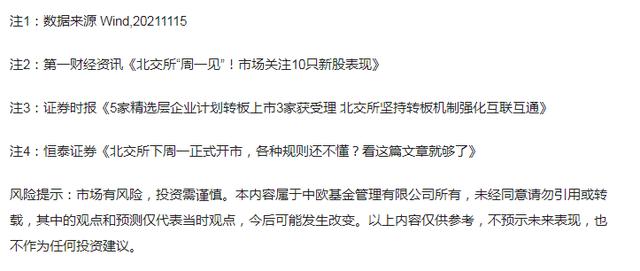 注1：数据来源 Wind,20211115
注2：第一财经资讯《北交所“周一见”！市场关注10只新股表现》
注3：证券时报《5家精选层企业计划转板上市3家获受理 北交所坚持转板机制强化互联互通》
注4：恒泰证券《北交所下周一正式开市，各种规则还不懂？看这篇文章就够了》
风险提示：市场有风险，投资需谨慎。本内容属于中欧基金管理有限公司所有，未经同意请勿引用或转
载，其中的观点和预测仅代表当时观点，今后可能发生改变。以上内容仅供参考，不预示未来表现，也
不作为任何投资建议。